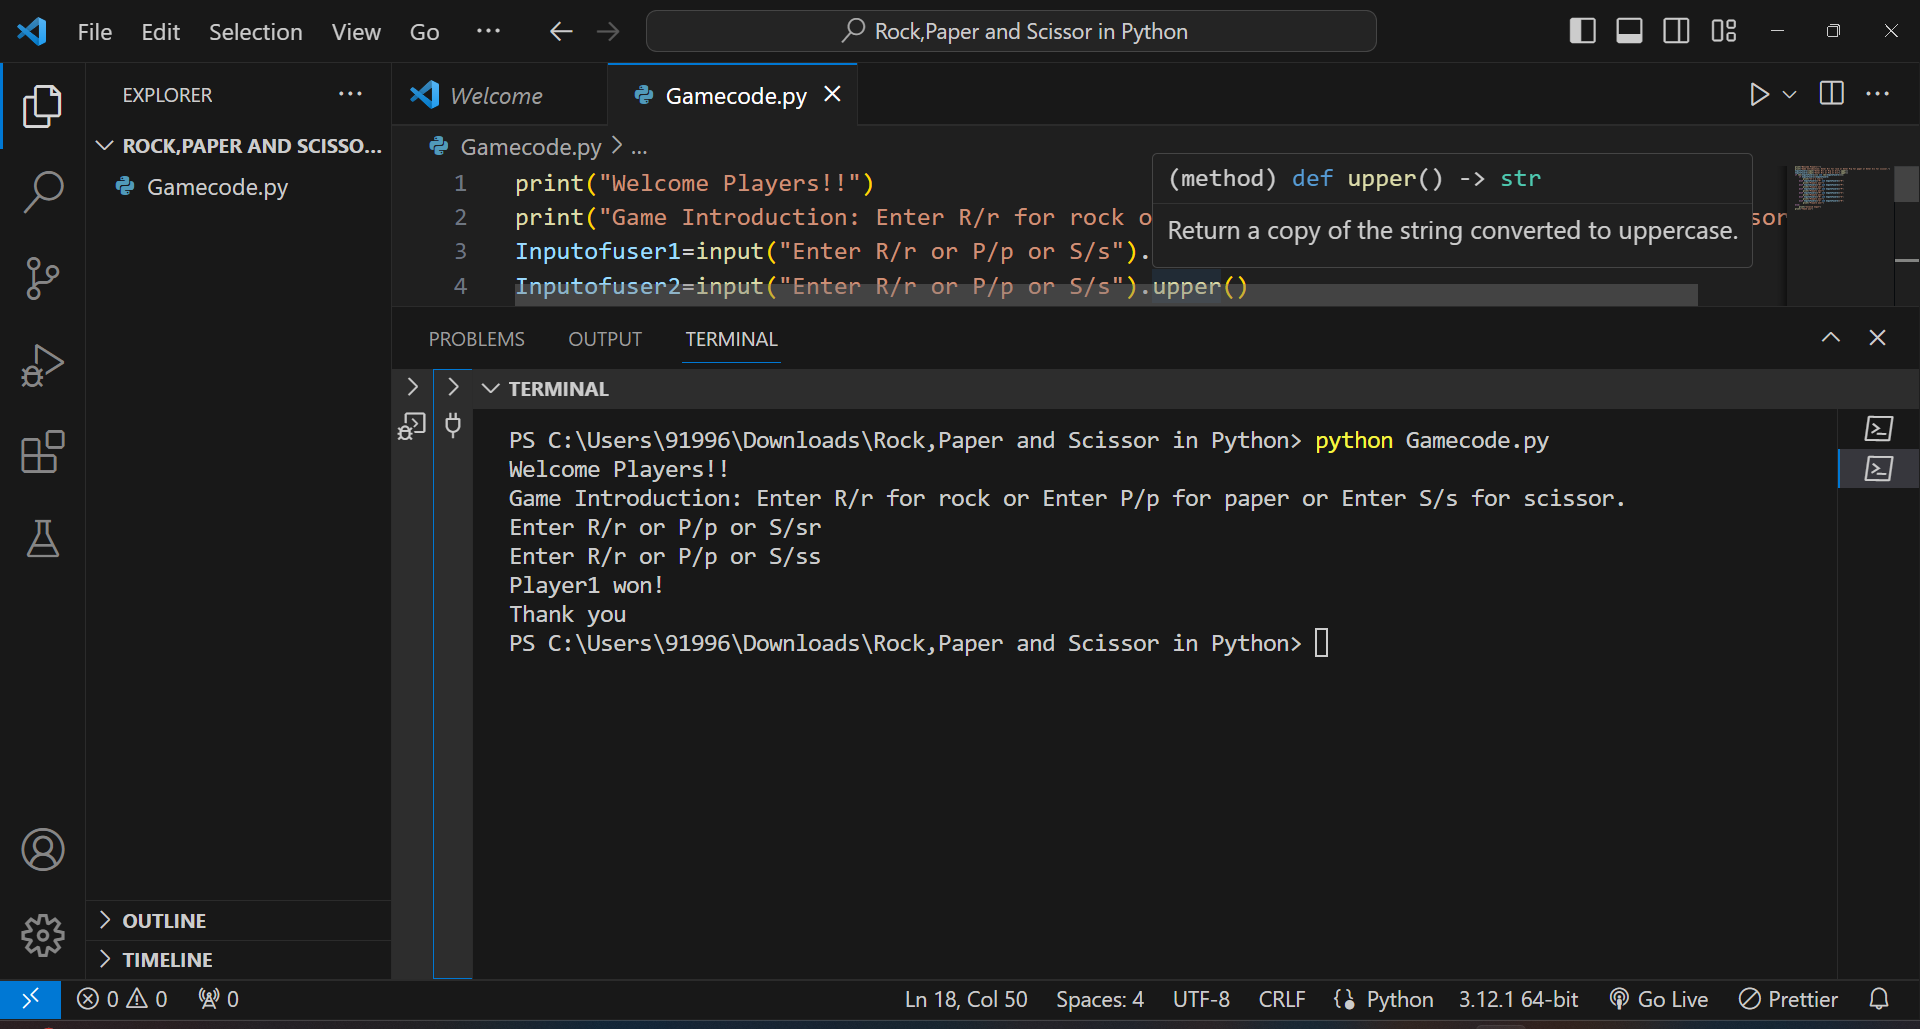 File Edit Selection View Go ···
Rock,Paper and Scissor in Python
EXPLORER ···
ROCK,PAPER AND SCISSO...
Gamecode.py
OUTLINE
TIMELINE
Welcome
Gamecode.py
Gamecode.py > ...
1 print("Welcome Players!!")
2 print("Game Introduction: Enter R/r for rock o
sor
3 Inputofuser1=input("Enter R/r or P/p or S/s").
4 Inputofuser2=input("Enter R/r or P/p or S/s").upper()
(method) def upper() -> str
Return a copy of the string converted to uppercase.
PROBLEMS OUTPUT TERMINAL
TERMINAL
PS C:\Users\91996\Downloads\Rock,Paper and Scissor in Python> python Gamecode.py
Welcome Players!!
Game Introduction: Enter R/r for rock or Enter P/p for paper or Enter S/s for scissor.
Enter R/r or P/p or S/sr
Enter R/r or P/p or S/ss
Player1 won!
Thank you
PS C:\Users\91996\Downloads\Rock,Paper and Scissor in Python>
0 0 0 Ln 18, Col 50 Spaces: 4 UTF-8 CRLF Python 3.12.1 64-bit Go Live Prettier